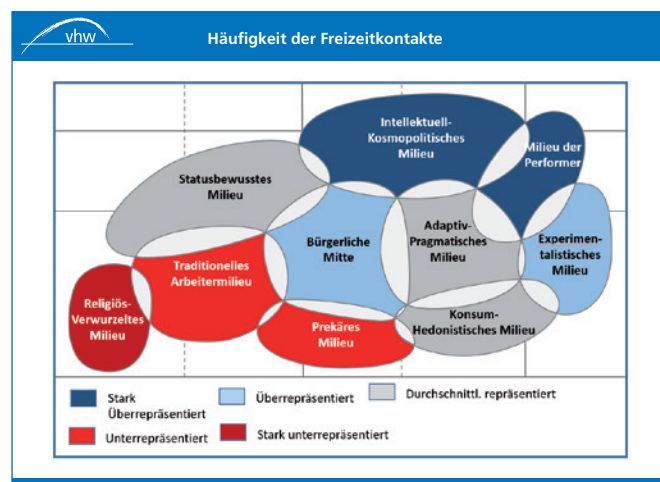 vhw
Häufigkeit der Freizeitkontakte
Intellektuell-
Kosmopolitisches
Milieu
Milieu der
Performer
Statusbewusstes
Milieu
Bürgerliche
Mitte
Adaptiv-
Pragmatisches
Milieu
Experimen-
talistisches
Milieu
Traditionelles
Arbeitermilieu
Religiös-
Verwurzeltes
Milieu
Prekäres
Milieu
Konsum-
Hedonistisches Milieu
Stark
Überrepräsentiert
Überrepräsentiert
Durchschnittl. repräsentiert
Unterrepräsentiert
Stark unterrepräsentiert